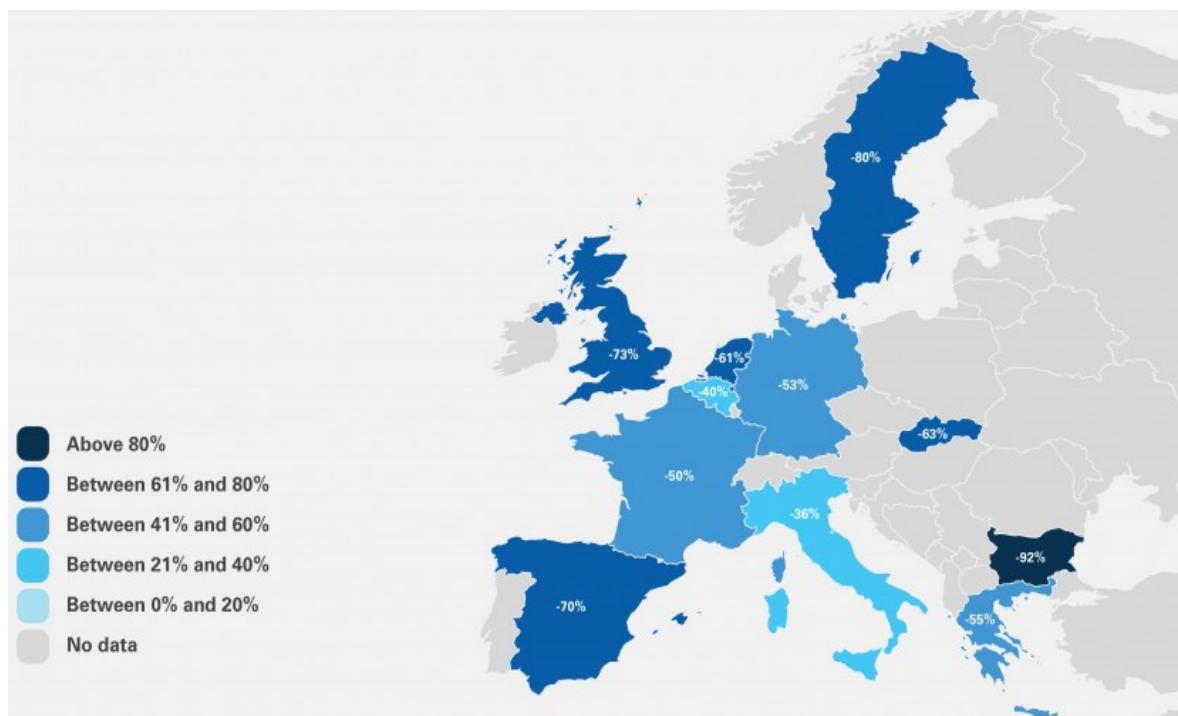 -80%
-73%
-61%
-40%
-53%
-63%
-50%
-36%
-92%
-70%
-55%
Above 80%
Between 61% and 80%
Between 41% and 60%
Between 21% and 40%
Between 0% and 20%
No data